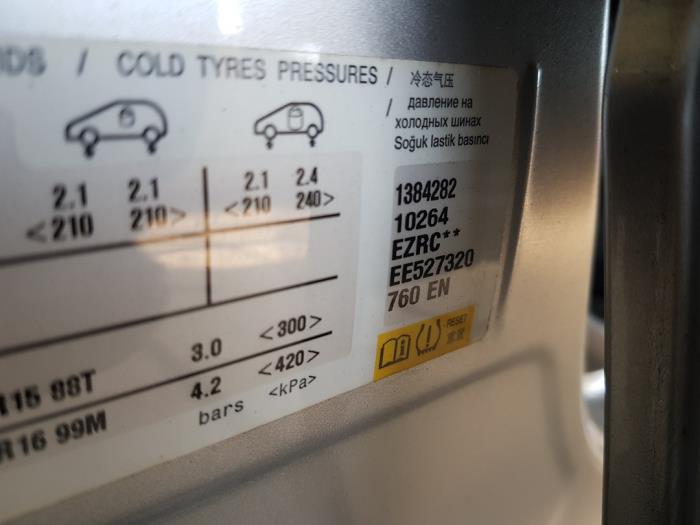 COLD TYRES PRESSURES /
冷态气压
/ давление на
холодных шинах
Soğuk lastik basıncı
2.1 2.1 2.1 2.4
<210 210> <210 240>
3.0 <300>
R15 88T 4.2 <420>
R16 99M bars <kPa>
1384282
10264
EZRC**
EE527320
760 EN
RESET